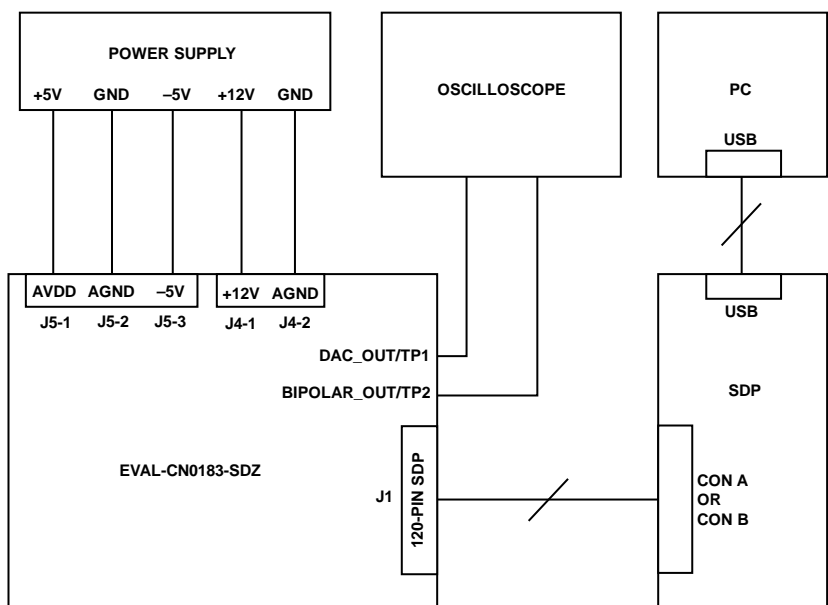 POWER SUPPLY
+5V GND –5V +12V GND
OSCILLOSCOPE
PC
USB
AVDD AGND –5V +12V AGND
J5-1 J5-2 J5-3 J4-1 J4-2
DAC_OUT/TP1
BIPOLAR_OUT/TP2
EVAL-CN0183-SDZ
J1
120-PIN SDP
USB
SDP
CON A
OR
CON B